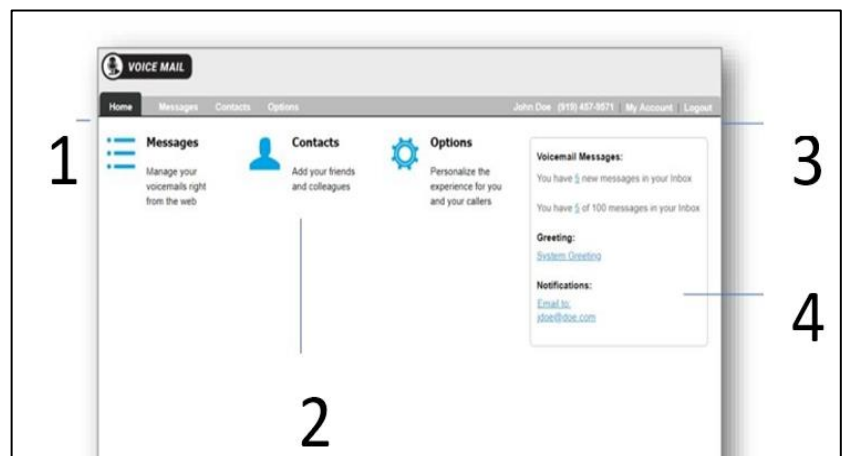 VOICE MAIL
Home Messages Contacts Options John Doe (919) 457-9571 | My Account | Logout
1
Messages
Manage your
voicemails right
from the web
Contacts
Add your friends
and colleagues
Options
Personalize the
experience for you
and your callers
Voicemail Messages:
You have 5 new messages in your Inbox
You have 5 of 100 messages in your Inbox
Greeting:
System Greeting
Notifications:
Email to:
jdoe@doe.com
3
4
2